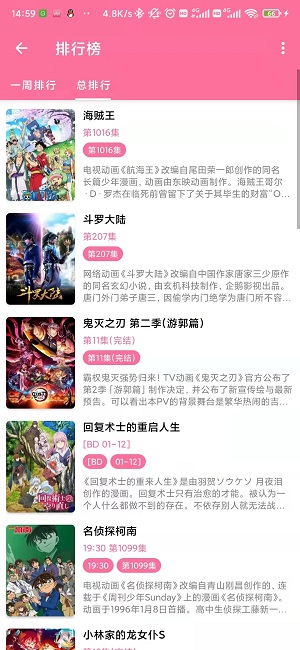 14:59
4.8K/s
4G
4G
66
排行榜
一周排行
总排行
海贼王
第1016集
第1016集
电视动画《航海王》改编自尾田荣一郎创作的同名
长篇少年漫画，动画由东映动画制作。海贼王哥尔
·D·罗杰在临死前曾留下了关于其毕生的财富“O...
斗罗大陆
斗罗大陆
第207集
第207集
网络动画《斗罗大陆》改编自中国作家唐家三少原作
的同名玄幻小说，由玄机科技制作，企鹅影视出品。
唐门外门弟子唐三，因偷学内门绝学为唐门所不容...
鬼灭之刃 第二季（游郭篇）
第11集(完结)
第11集(完结)
霸权鬼灭强势归来！TV动画《鬼灭之刃》官方公布了
第2季「游郭篇」制作决定，并公布了新宣传绘与最新
预告。可以看出本PV的背景舞台是繁华热闹的吉...
回复术士的重启人生
[BD 01-12]
[BD
01-12]
《回复术士的重来人生》是由羽贺ソウケツ 月夜泪
创作的漫画。回复术士只有治愈的才能。被认为一
个人什么都做不到的存在。不依存别人就无法战...
名侦探柯南
19:30 第1099集
19:30
第1099集
电视动画《名侦探柯南》改编自青山刚昌创作的、连
载于《周刊少年Sunday》上的漫画《名侦探柯南》。
动画于1996年1月8日首播，高中生侦探工藤新一...
小林家的龙女仆S